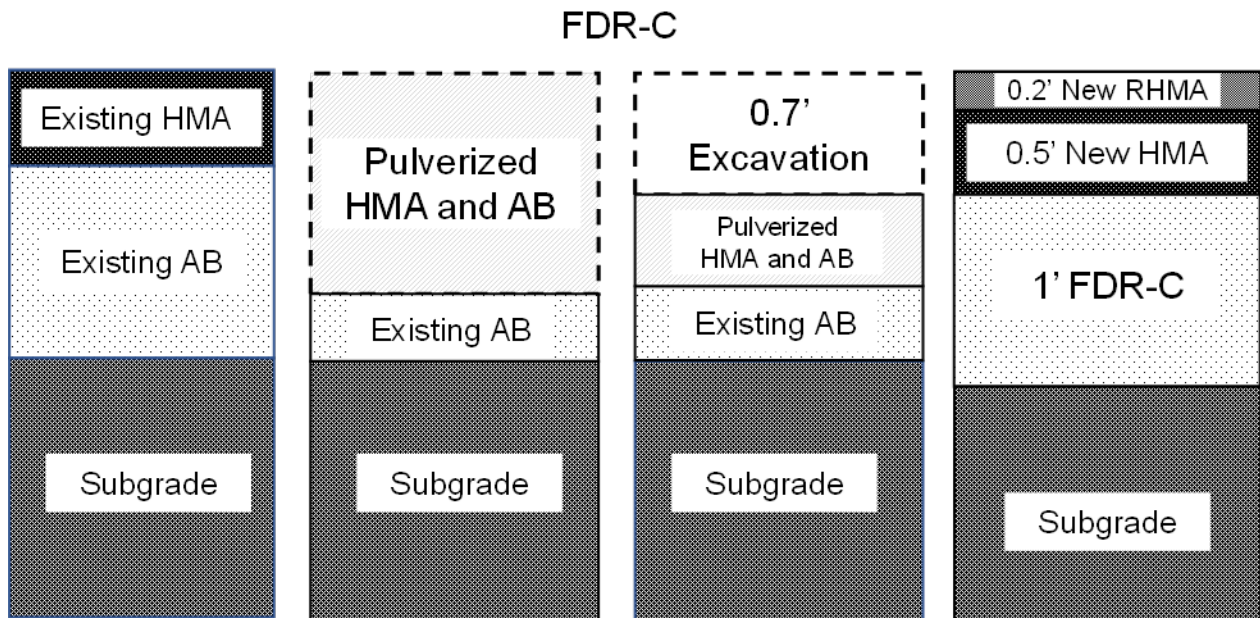 FDR-C
Existing HMA
Existing AB
Subgrade
Pulverized
HMA and AB
Existing AB
Subgrade
0.7’
Excavation
Pulverized
HMA and AB
Existing AB
Subgrade
0.2’ New RHMA
0.5’ New HMA
1’ FDR-C
Subgrade